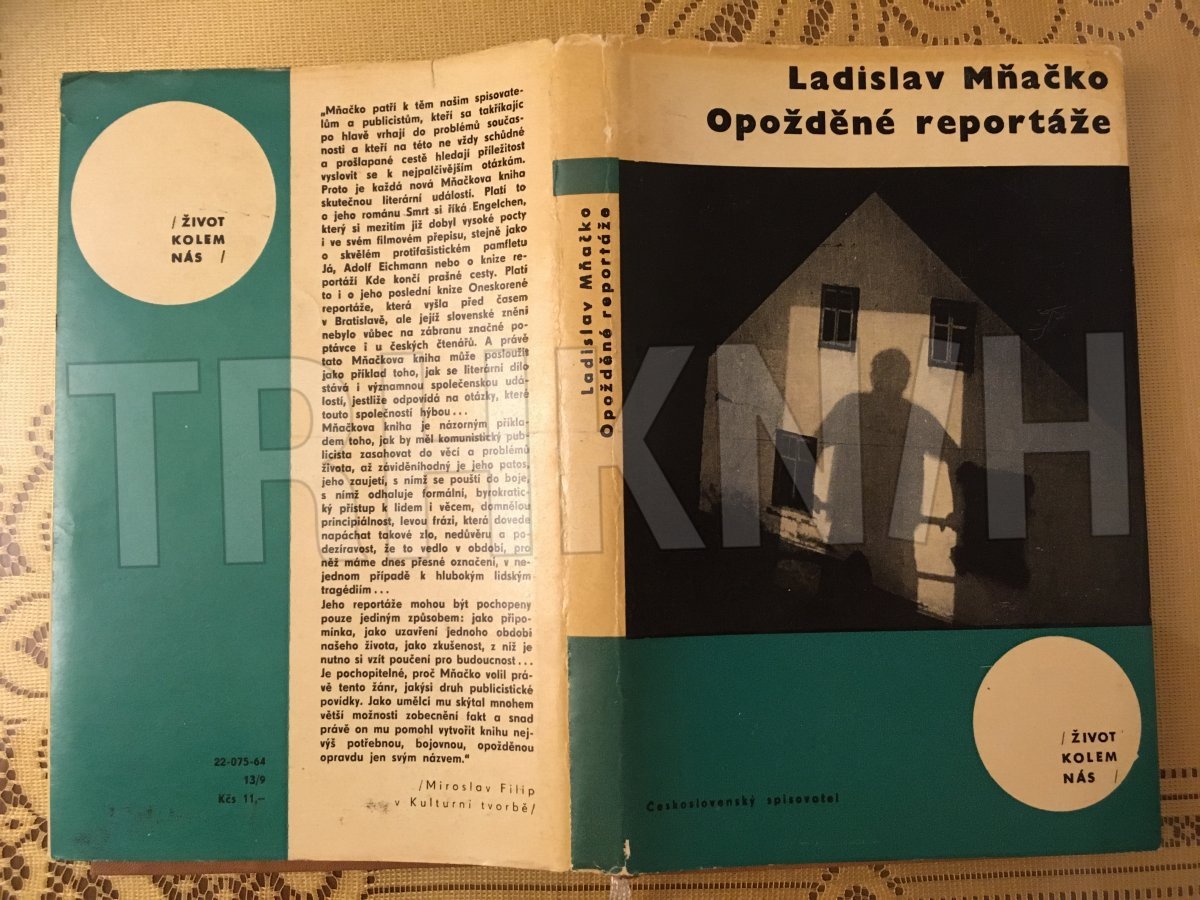 /ŽIVOT
KOLEM
NÁS /
22-075-64
13/9
Kčs 11,–
„Mňačko patří k těm našim spisovate-
lům a publicistům, kteří sa takříkajíc
po hlavě vrhají do problémů součas-
nosti a kteří na této ne vždy schůdné
a prošlapané cestě hledají příležitost
vyslovit se k nejpalčivějším otázkám.
Proto je každá nová Mňačkova kniha
skutečnou literární událostí. Platí to
o jeho románu Smrt si říká Engelchen,
který si mezitím již dobyl vysoké pocty
i ve svém filmovém přepisu, stejně jako
o skvělém protifašistickém pamfletu
Já, Adolf Eichmann nebo o knize re-
portáží Kde končí prašné cesty. Platí
to i o jeho poslední knize Oneskorené
reportáže, která vyšla před časem
v Bratislavě, ale jejíž slovenské znění
nebylo vůbec na zábranu značné po-
ptávce i u českých čtenářů. A právě
tato Mňačkova kniha může posloužit
jako příklad toho, jak se literární dílo
stává i významnou společenskou udá-
lostí, jestliže odpovídá na otázky, které
touto společností hýbou...
Mňačkova kniha je názorným příkla-
dem toho, jak by měl komunistický pub-
licista zasahovat do věcí a problémů
života, až záviděníhodný je jeho patos,
jeho zaujetí, s nímž se pouští do boje,
s nímž odhaluje formální, byrokratic-
ký přístup k lidem i věcem, domnělou
principiálnost, levou frázi, která dovede
napáchat takové zlo, nedůvěru a po-
dezíravost, že to vedlo v období, pro
něž máme dnes přesné označení, v ne-
jednom případě k hlubokým lidským
tragédiím...
Jeho reportáže mohou být pochopeny
pouze jediným způsobem: jako připo-
mínka, jako uzavření jednoho období
našeho života, jako zkušenost, z níž je
nutno si vzít poučení pro budoucnost...
Je pochopitelné, proč Mňačko volil prá-
vě tento žánr, jakýsi druh publicistické
povídky. Jako umělci mu skýtal mnohem
větší možnosti zobecnění fakt a snad
právě on mu pomohl vytvořit knihu nej-
výš potřebnou, bojovnou, opožděnou
opravdu jen svým názvem.“
/Miroslav Filip
v Kulturní tvorbě/
Ladislav Mňačko
Opožděné reportáže
Ladislav Mňačko
Opožděné reportáže
/ŽIVOT
KOLEM
NÁS /
Československý spisovatel
TROJKNIH